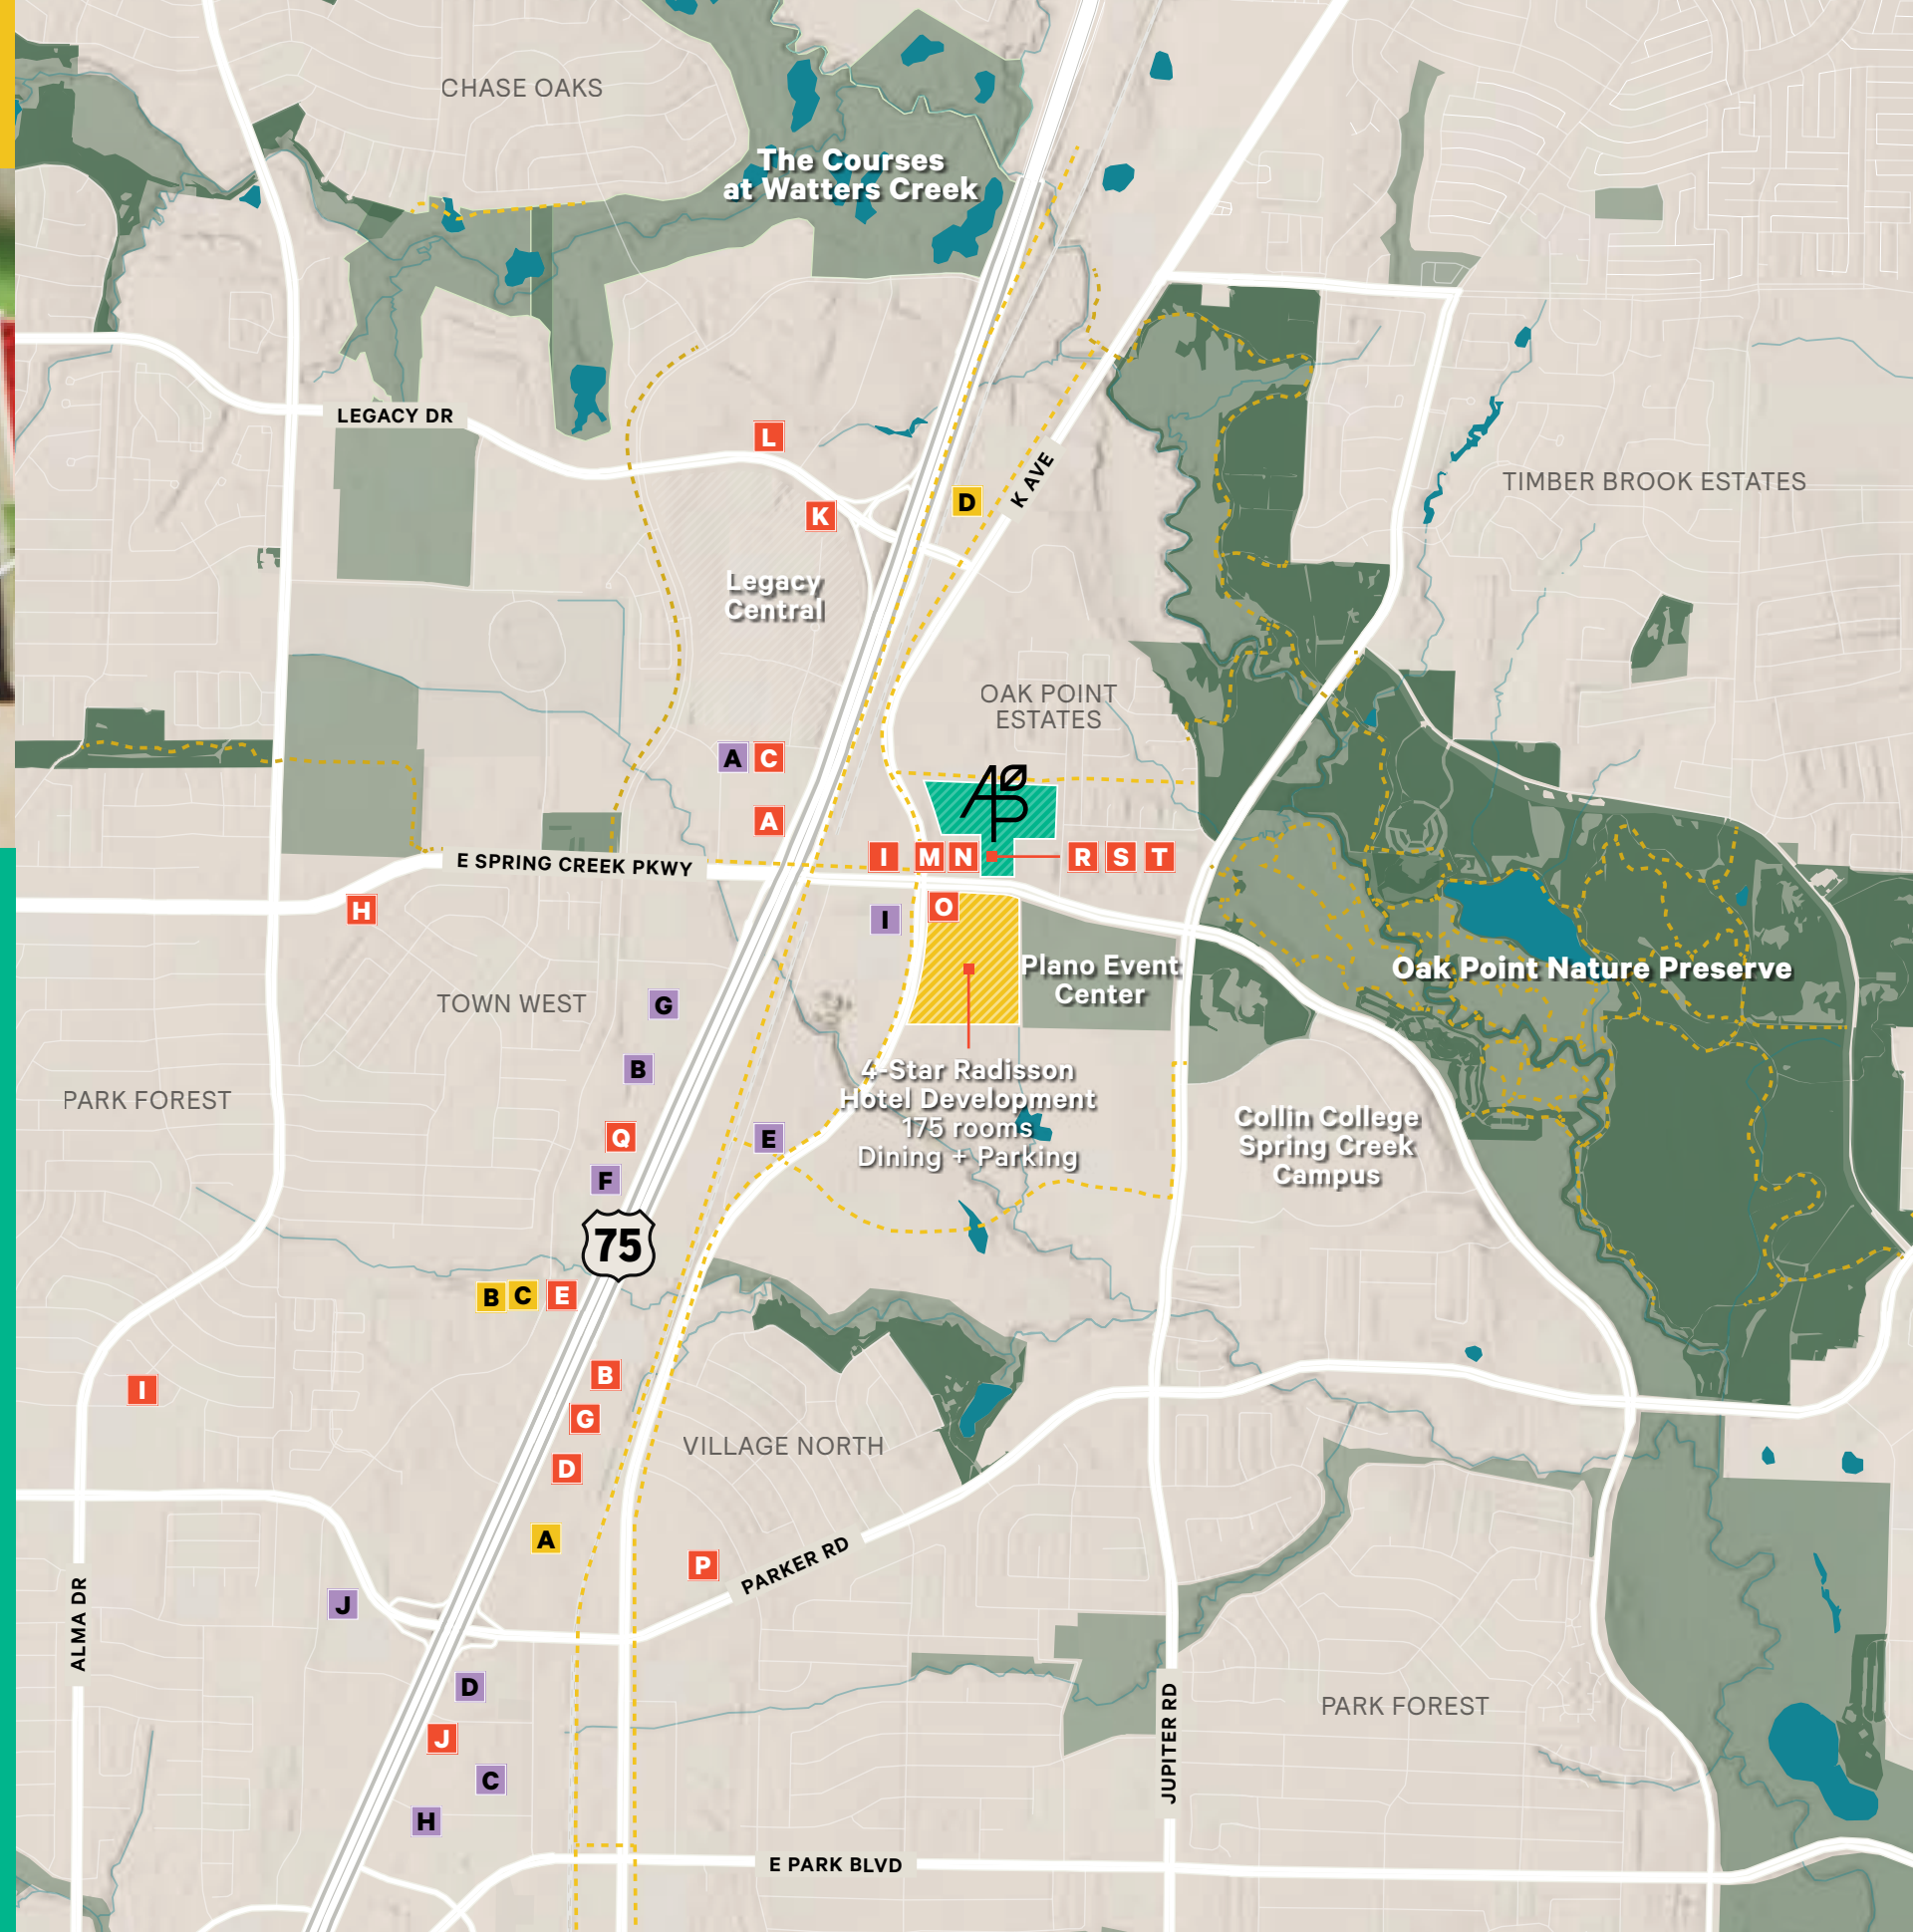 CHASE OAKS
The Courses
at Watters Creek
LEGACY DR
L
K
D
K AVE
TIMBER BROOK ESTATES
Legacy
Central
OAK POINT
ESTATES
A C
A
I M N
R S T
E SPRING CREEK PKWY
H
O
I
Plano Event
Center
Oak Point Nature Preserve
TOWN WEST
G
B
PARK FOREST
4-Star Radisson
Hotel Development
175 rooms
Dining + Parking
Collin College
Spring Creek
Campus
Q
E
F
75
B C E
B
I
G
VILLAGE NORTH
D
A
P
PARKER RD
J
ALMA DR
D
J
C
H
JUPITER RD
PARK FOREST
E PARK BLVD